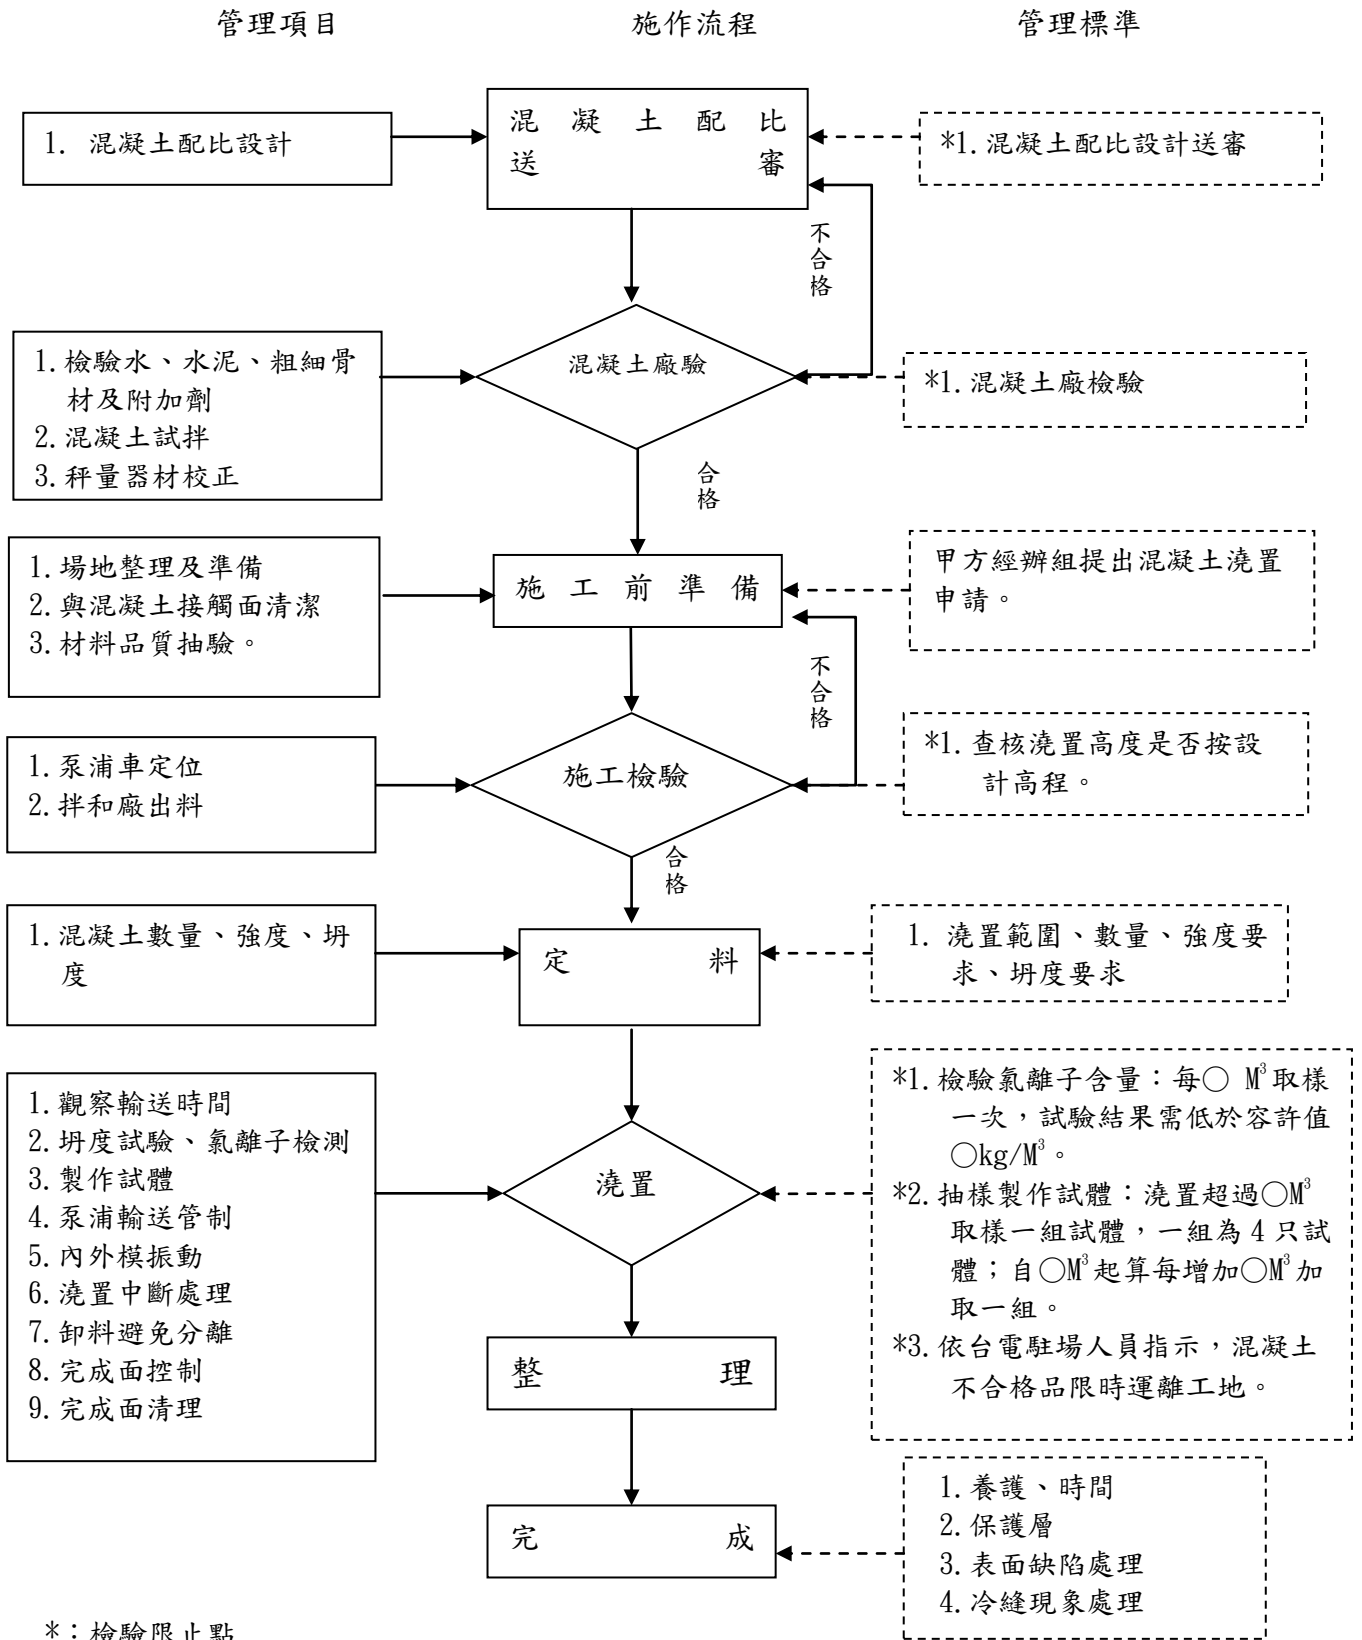 管理項目 施作流程 管理標準
1. 混凝土配比設計
混凝土配比
送審
*1.混凝土配比設計送審
不合格
1.檢驗水、水泥、粗細骨
材及附加劑
2.混凝土試拌
3.秤量器材校正
混凝土廠驗
*1.混凝土廠檢驗
合格
1.場地整理及準備
2.與混凝土接觸面清潔
3.材料品質抽驗。
施工前準備
甲方經辦組提出混凝土澆置
申請。
不合格
1.泵浦車定位
2.拌和廠出料
施工檢驗
*1.查核澆置高度是否按設
計高程。
合格
1.混凝土數量、強度、坍
度
定料
1. 澆置範圍、數量、強度要
求、坍度要求
1.觀察輸送時間
2.坍度試驗、氯離子檢測
3.製作試體
4.泵浦輸送管制
5.內外模振動
6.澆置中斷處理
7.卸料避免分離
8.完成面控制
9.完成面清理
澆置
*1.檢驗氯離子含量：每○ M³取樣
一次，試驗結果需低於容許值
○kg/M³。
*2.抽樣製作試體：澆置超過○M³
取樣一組試體，一組為4只試
體；自○M³起算每增加○M³加
取一組。
*3.依台電駐場人員指示，混凝土
不合格品限時運離工地。
整理
完成
1.養護、時間
2.保護層
3.表面缺陷處理
4.冷縫現象處理
*：檢驗限止點